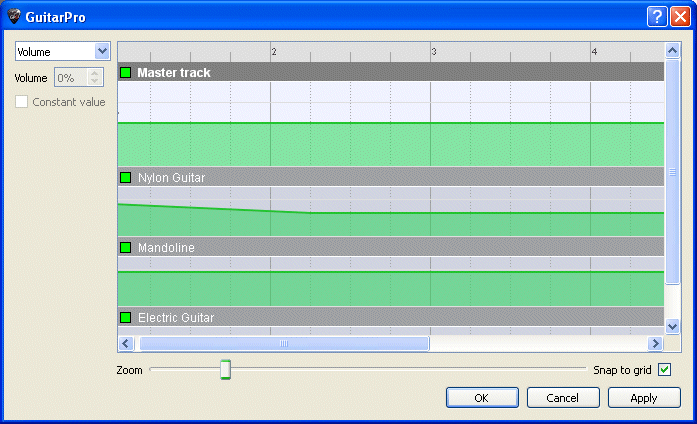 GuitarPro
Volume
Volume 0%
Constant value
2 3 4
Master track
Nylon Guitar
Mandoline
Electric Guitar
Zoom Snap to grid
OK Cancel Apply